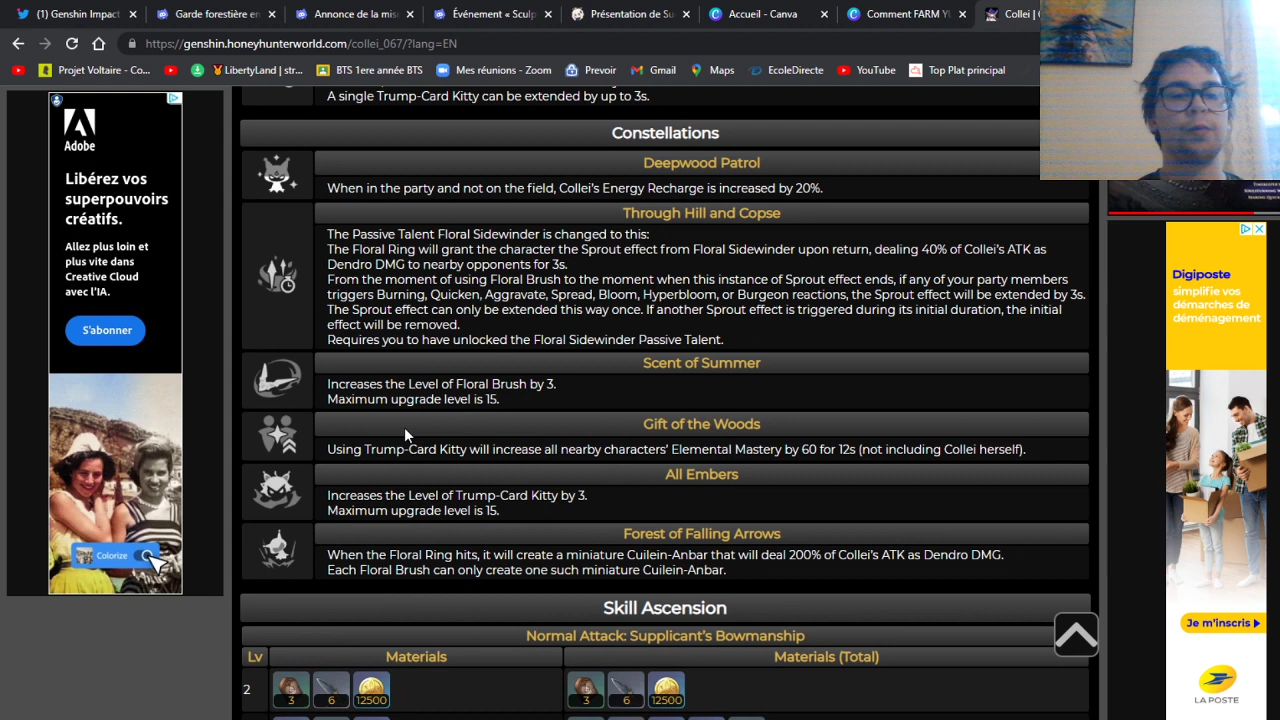 (1) Genshin Impact
Garde forestière en
Annonce de la mis
Événement « Sculp
Présentation de Su
Accueil - Canva
Comment FARM Y
Collei | 
https://genshin.honeyhunterworld.com/collei_067/?lang=EN
Projet Voltaire - Co...
LibertyLand | str...
BTS 1ere année BTS
Mes réunions - Zoom
Prevoir
Gmail
Maps
EcoleDirecte
YouTube
Top Plat principal
A single Trump-Card Kitty can be extended by up to 3s.
Constellations
Deepwood Patrol
When in the party and not on the field, Collei's Energy Recharge is increased by 20%.
Through Hill and Copse
The Passive Talent Floral Sidewinder is changed to this:
The Floral Ring will grant the character the Sprout effect from Floral Sidewinder upon return, dealing 40% of Collei's ATK as
Dendro DMG to nearby opponents for 3s.
From the moment of using Floral Brush to the moment when this instance of Sprout effect ends, if any of your party members
triggers Burning, Quicken, Aggravate, Spread, Bloom, Hyperbloom, or Burgeon reactions, the Sprout effect will be extended by 3s.
The Sprout effect can only be extended this way once. If another Sprout effect is triggered during its initial duration, the initial
effect will be removed.
Requires you to have unlocked the Floral Sidewinder Passive Talent.
Scent of Summer
Increases the Level of Floral Brush by 3.
Maximum upgrade level is 15.
Gift of the Woods
Using Trump-Card Kitty will increase all nearby characters' Elemental Mastery by 60 for 12s (not including Collei herself).
All Embers
Increases the Level of Trump-Card Kitty by 3.
Maximum upgrade level is 15.
Forest of Falling Arrows
When the Floral Ring hits, it will create a miniature Cuilein-Anbar that will deal 200% of Collei's ATK as Dendro DMG.
Each Floral Brush can only create one such miniature Cuilein-Anbar.
Skill Ascension
Normal Attack: Supplicant's Bowmanship
Lv
Materials
Materials (Total)
2
3
6
12500
3
6
12500
Adobe
Libérez vos
superpouvoirs
créatifs.
Allez plus loin et
plus vite dans
Creative Cloud
avec l'IA.
S'abonner
Colorize
Digiposte
simplifie vos
démarches de
déménagement
Je m'inscris
LA POSTE